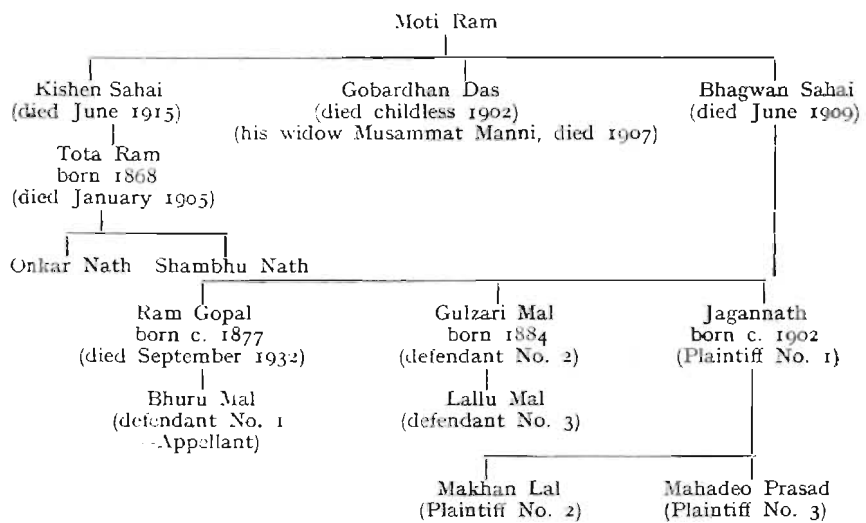 Moti Ram
Kishen Sahai
(died June 1915)
Gobardhan Das
(died childless 1902)
(his widow Musammat Manni, died 1907)
Bhagwan Sahai
(died June 1909)
Tota Ram
born 1868
(died January 1905)
Onkar Nath Shambhu Nath
Ram Gopal
born c. 1877
(died September 1932)
Gulzari Mal
born 1884
(defendant No. 2)
Jagannath
born c. 1902
(Plaintiff No. 1)
Bhuru Mal
(defendant No. 1
-Appellant)
Lallu Mal
(defendant No. 3)
Makhan Lal
(Plaintiff No. 2)
Mahadeo Prasad
(Plaintiff No. 3)